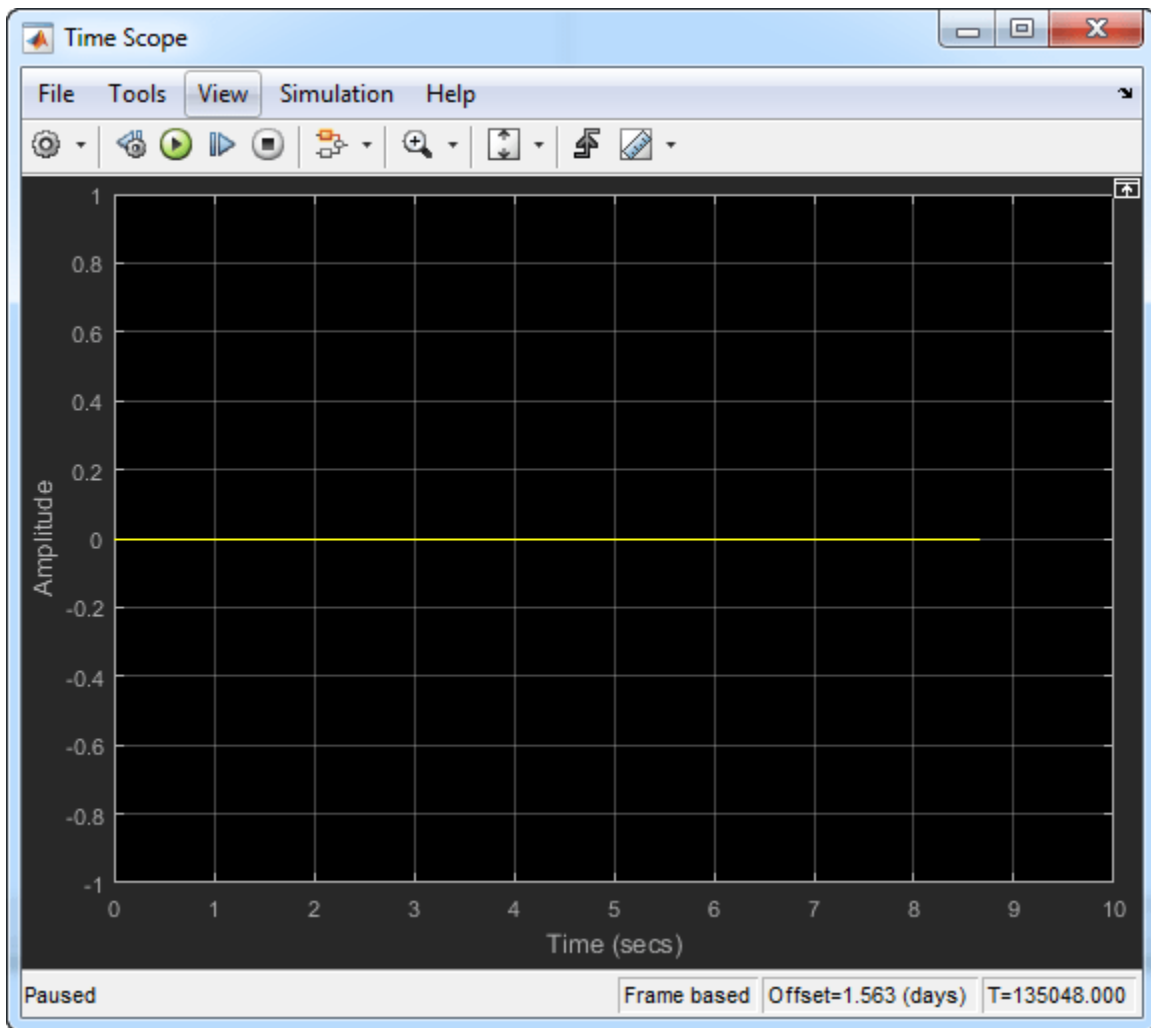 Time Scope
File Tools View Simulation Help
1
0.8
0.6
0.4
0.2
0
-0.2
-0.4
-0.6
-0.8
-1
Amplitude
0 1 2 3 4 5 6 7 8 9 10
Time (secs)
Paused Frame based Offset=1.563 (days) T=135048.000